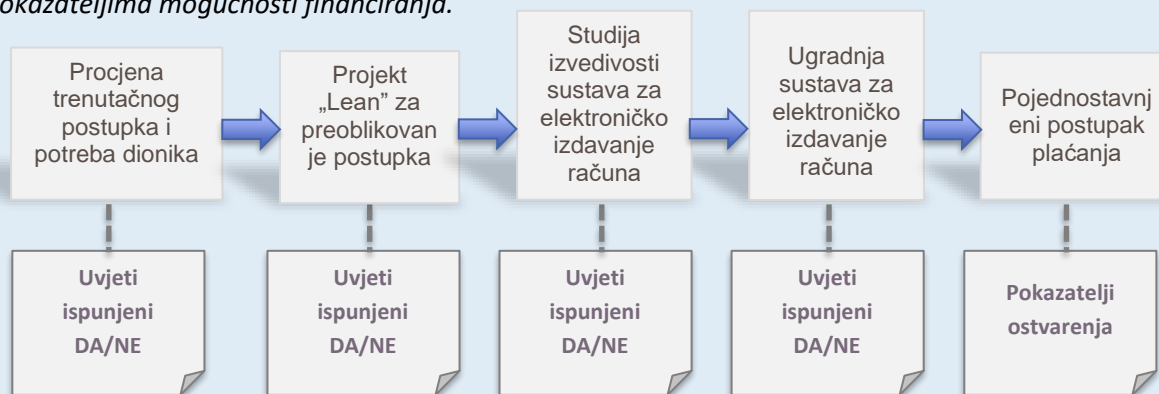 okazateljima mogućnosti financiranja.
Procjena
trenutačnog
postupka i
potreba dionika
Projekt
„Lean” za
preoblikovan
je postupka
Studija
izvedivosti
sustava za
elektroničko
izdavanje
računa
Ugradnja
sustava za
elektroničko
izdavanje
računa
Pojednostavnj
eni postupak
plaćanja
Uvjeti
ispunjeni
DA/NE
Uvjeti
ispunjeni
DA/NE
Uvjeti
ispunjeni
DA/NE
Uvjeti
ispunjeni
DA/NE
Pokazatelji
ostvarenja